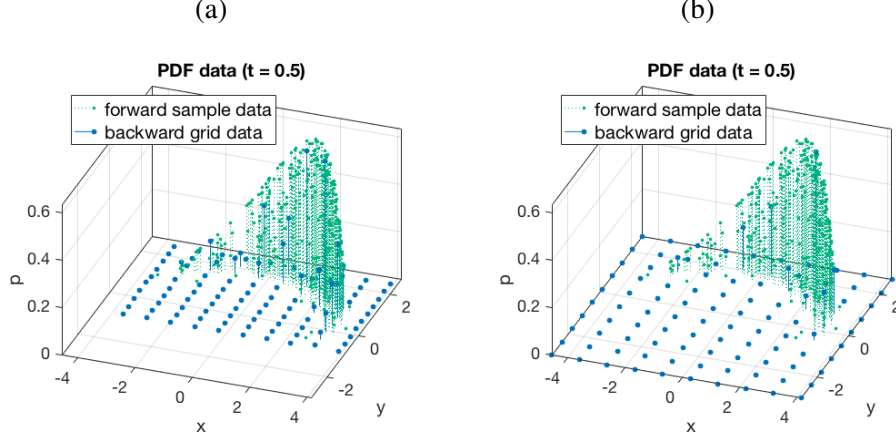 (a)
(b)
PDF data (t = 0.5)
forward sample data
backward grid data
0.6
0.4
0.2
0
p
-4
-2
0
2
4
x
-2
0
2
y
PDF data (t = 0.5)
forward sample data
backward grid data
0.6
0.4
0.2
0
p
-4
-2
0
2
4
x
-2
0
2
y